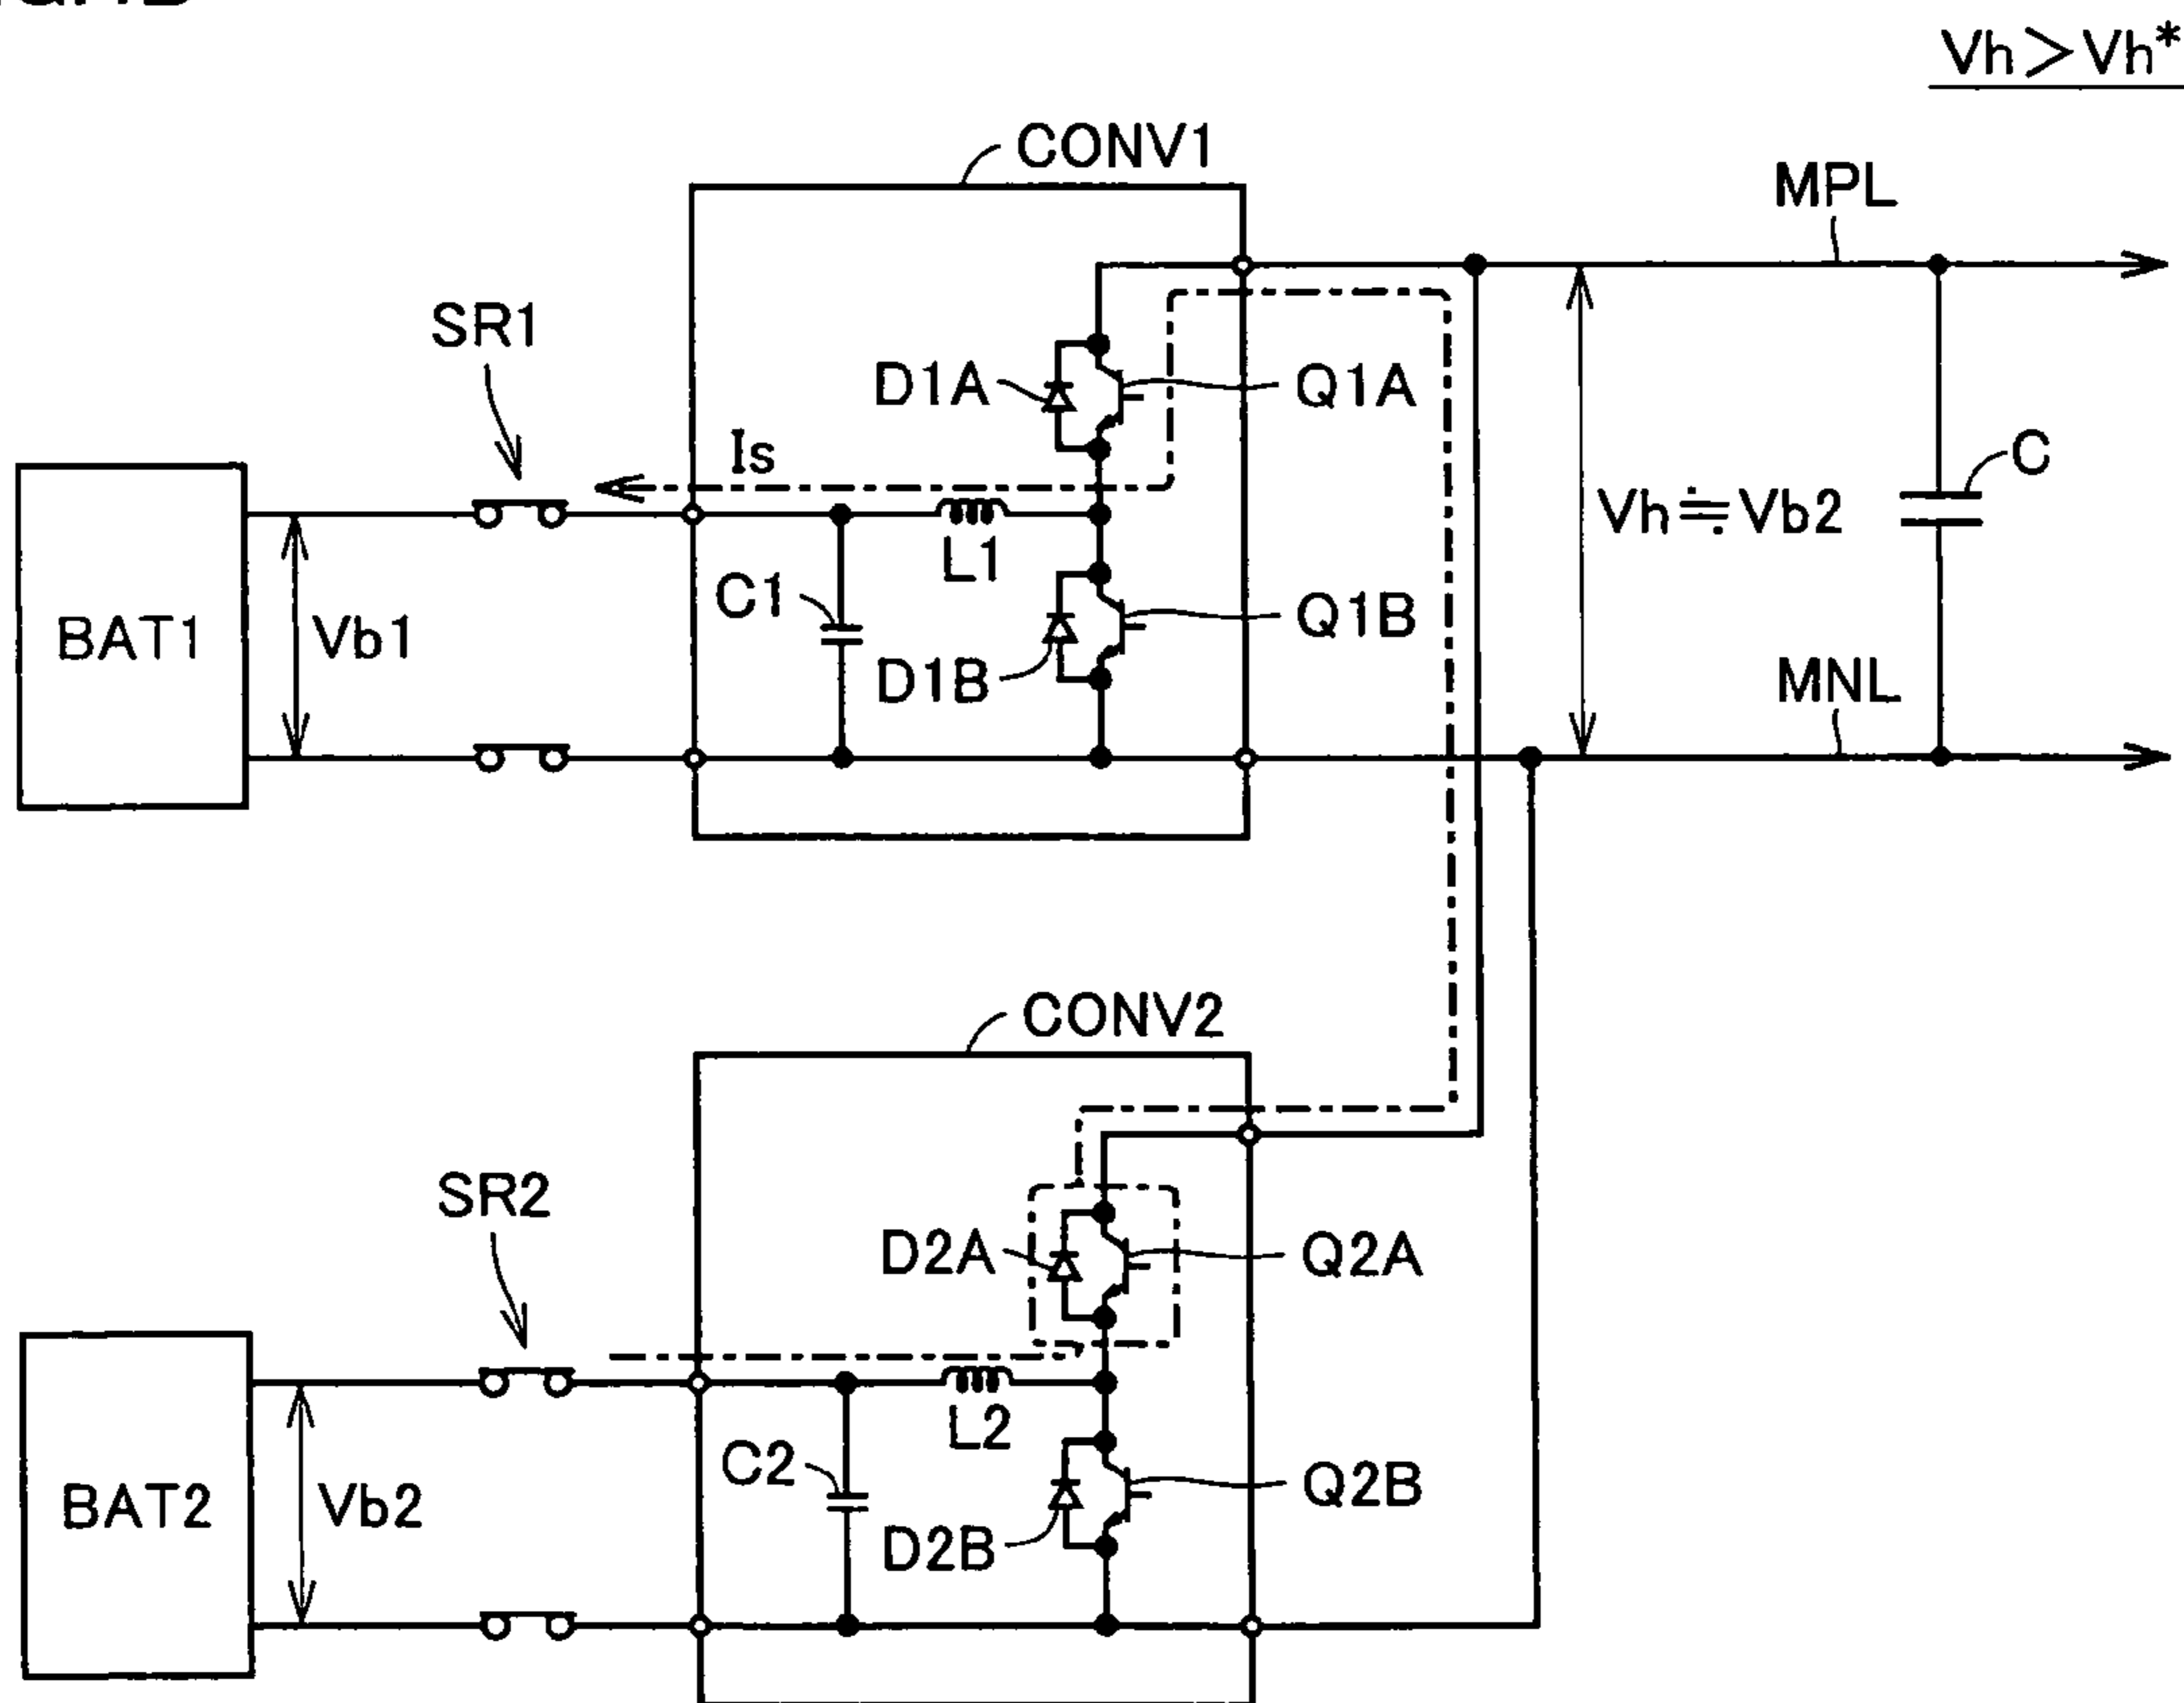 Vh＞Vh*
CONV1
MPL
SR1
D1A
Q1A
Is
C
Vh≒Vb2
L1
C1
Q1B
BAT1
Vb1
D1B
MNL
CONV2
SR2
D2A
Q2A
L2
C2
Q2B
BAT2
Vb2
D2B